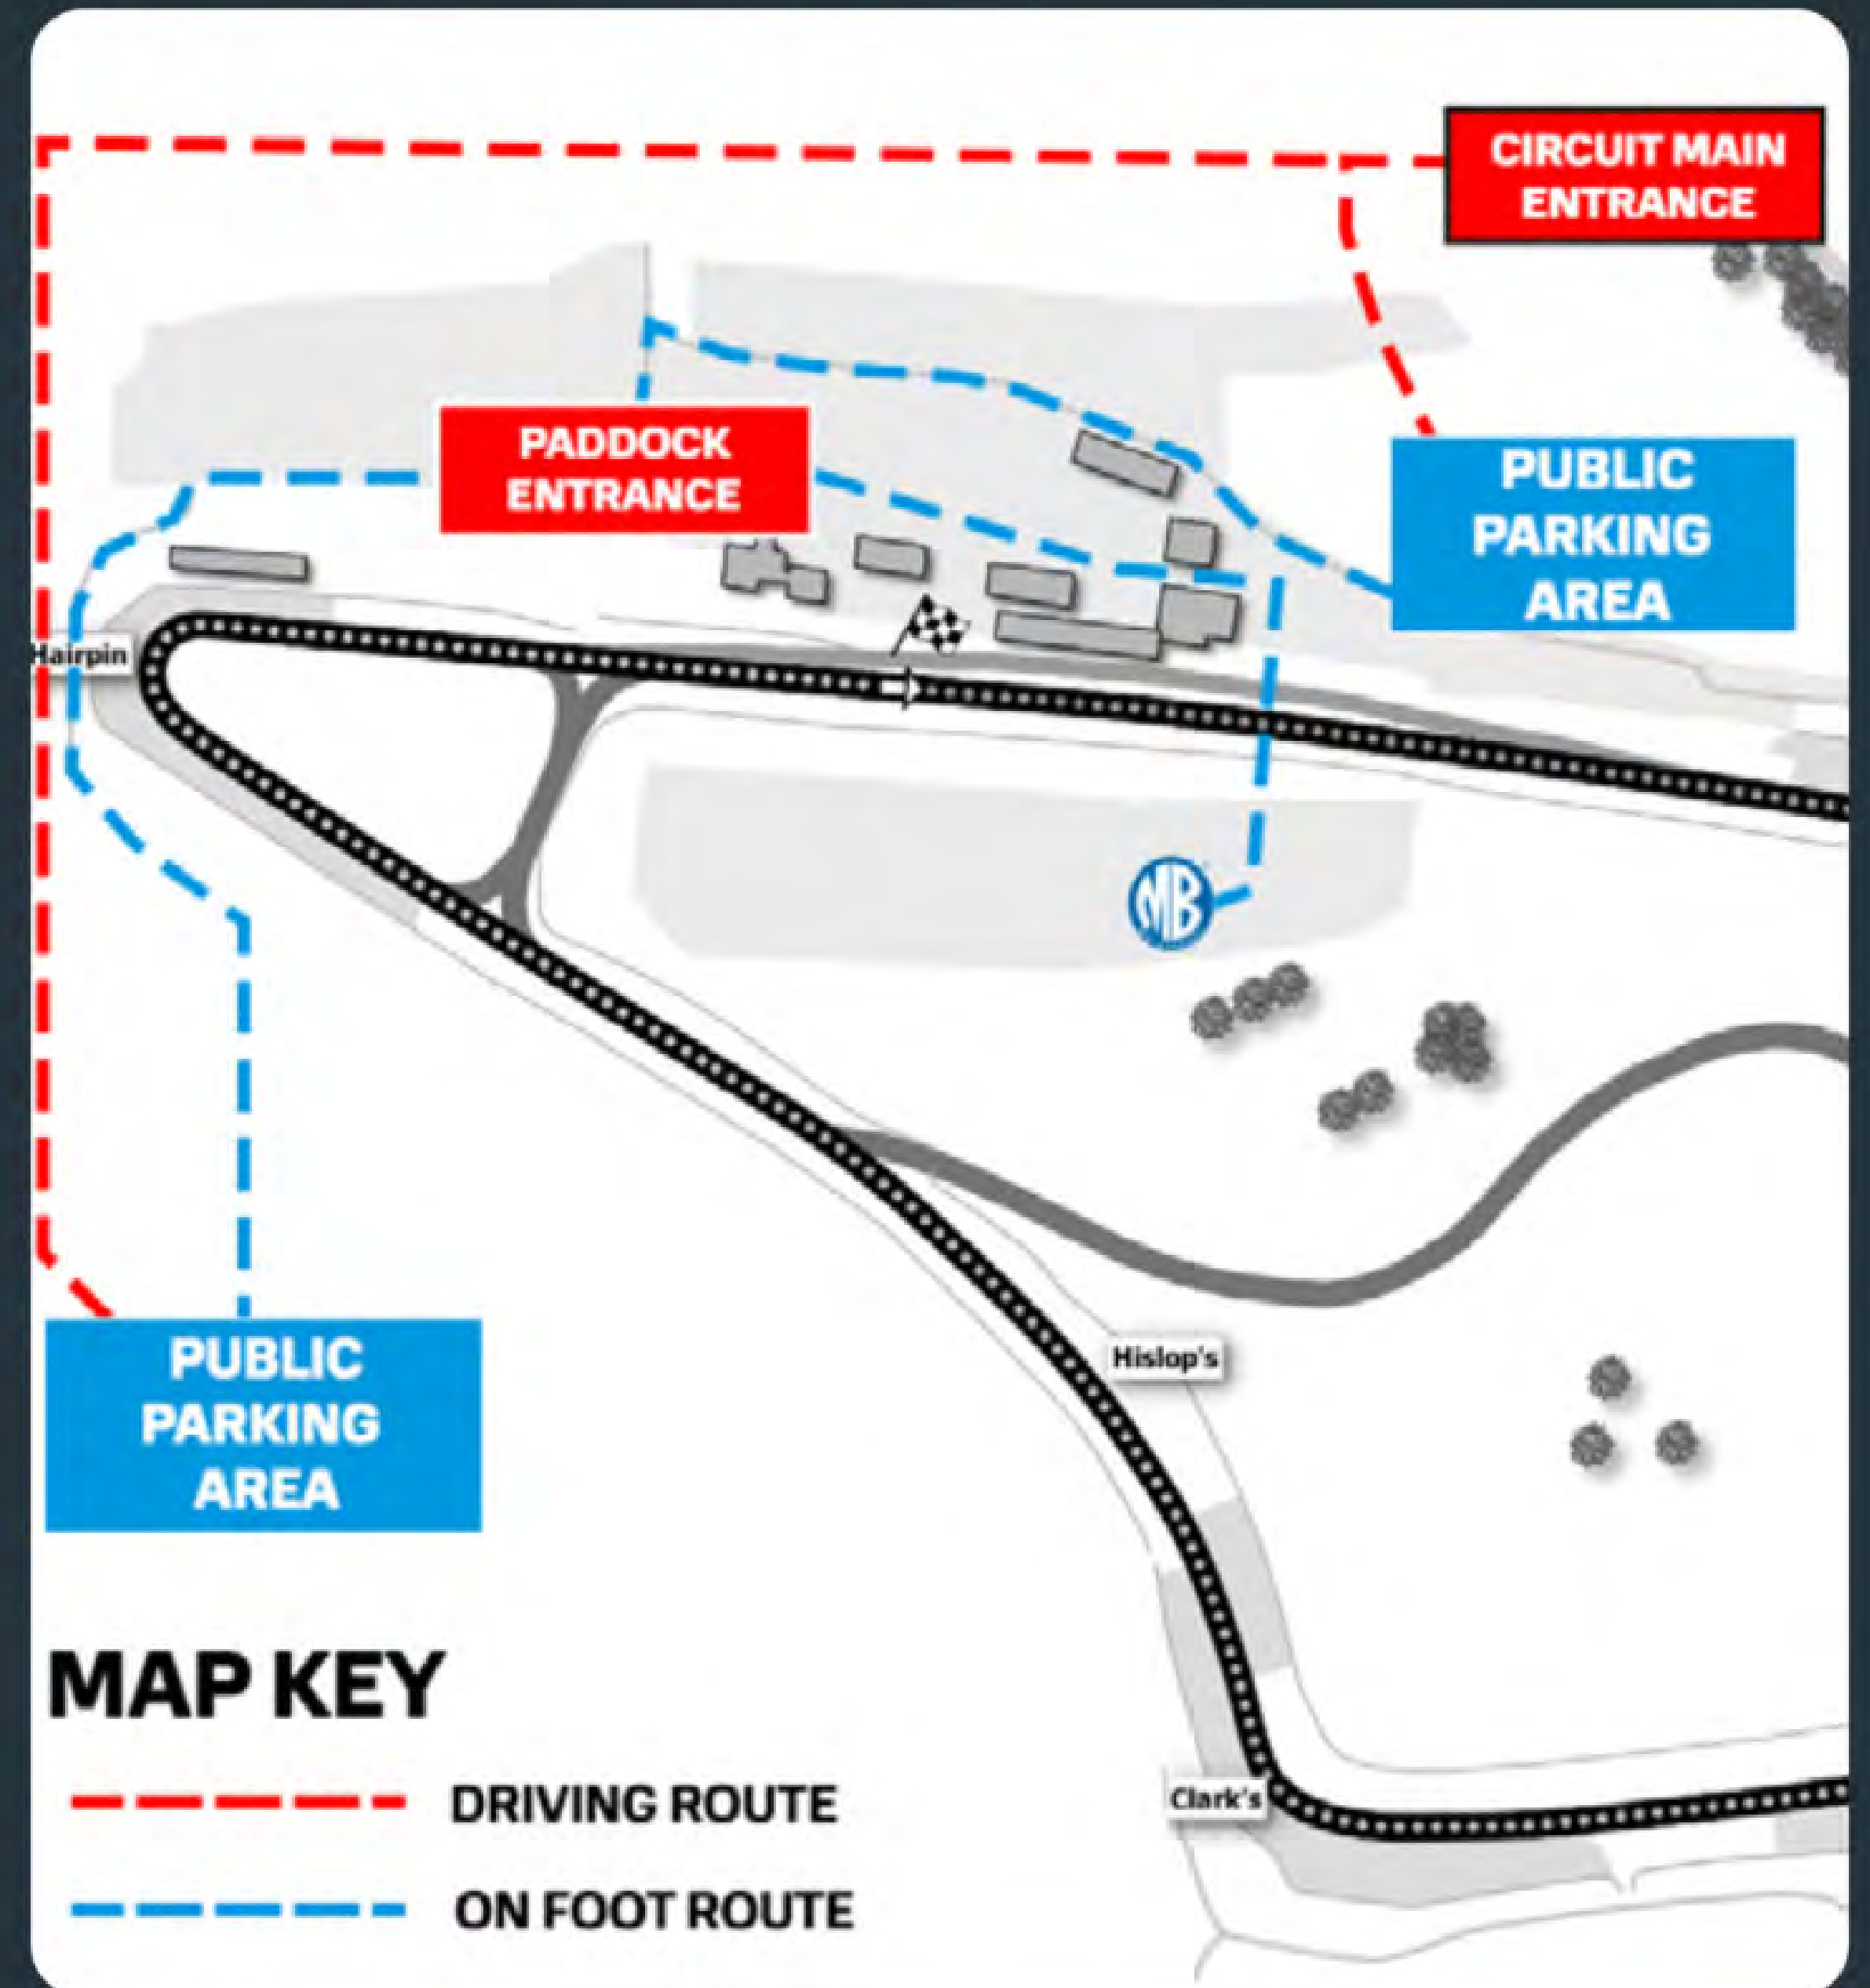 CIRCUIT MAIN
ENTRANCE
PADDOCK
ENTRANCE
PUBLIC
PARKING
AREA
Hairpin
MB
Hislop's
PUBLIC
PARKING
AREA
Clark's
MAP KEY
DRIVING ROUTE
ON FOOT ROUTE